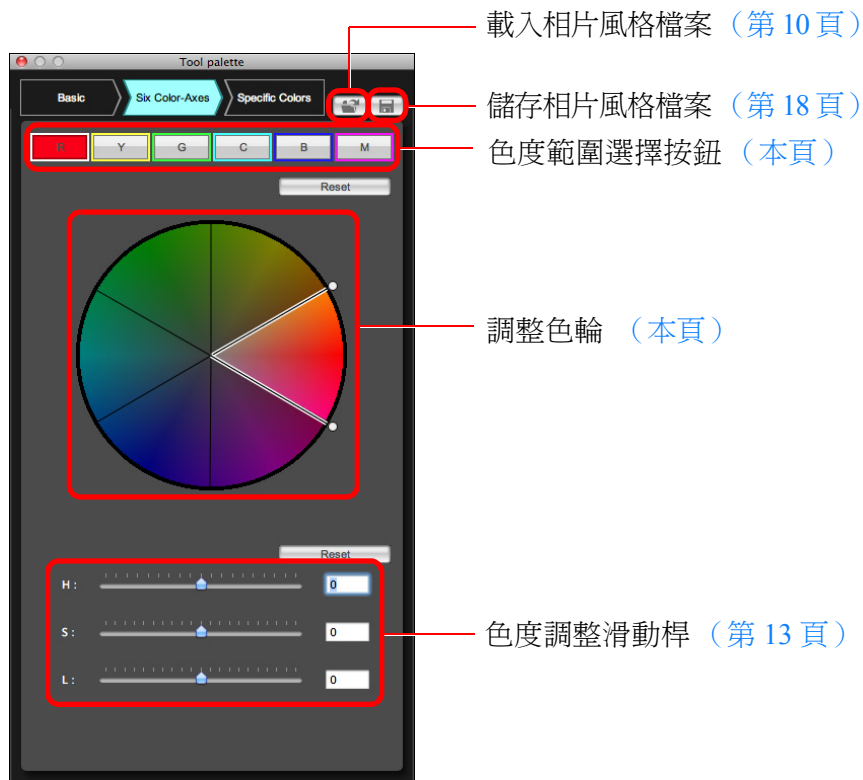 載入相片風格檔案（第 10 頁）
Tool palette
Basic
Six Color-Axes
Specific Colors
儲存相片風格檔案（第 18 頁）
R Y G C B M
色度範圍選擇按鈕（本頁）
Reset
調整色輪 （本頁）
Reset
H : 0
S : 0
色度調整滑動桿（第 13 頁）
L : 0